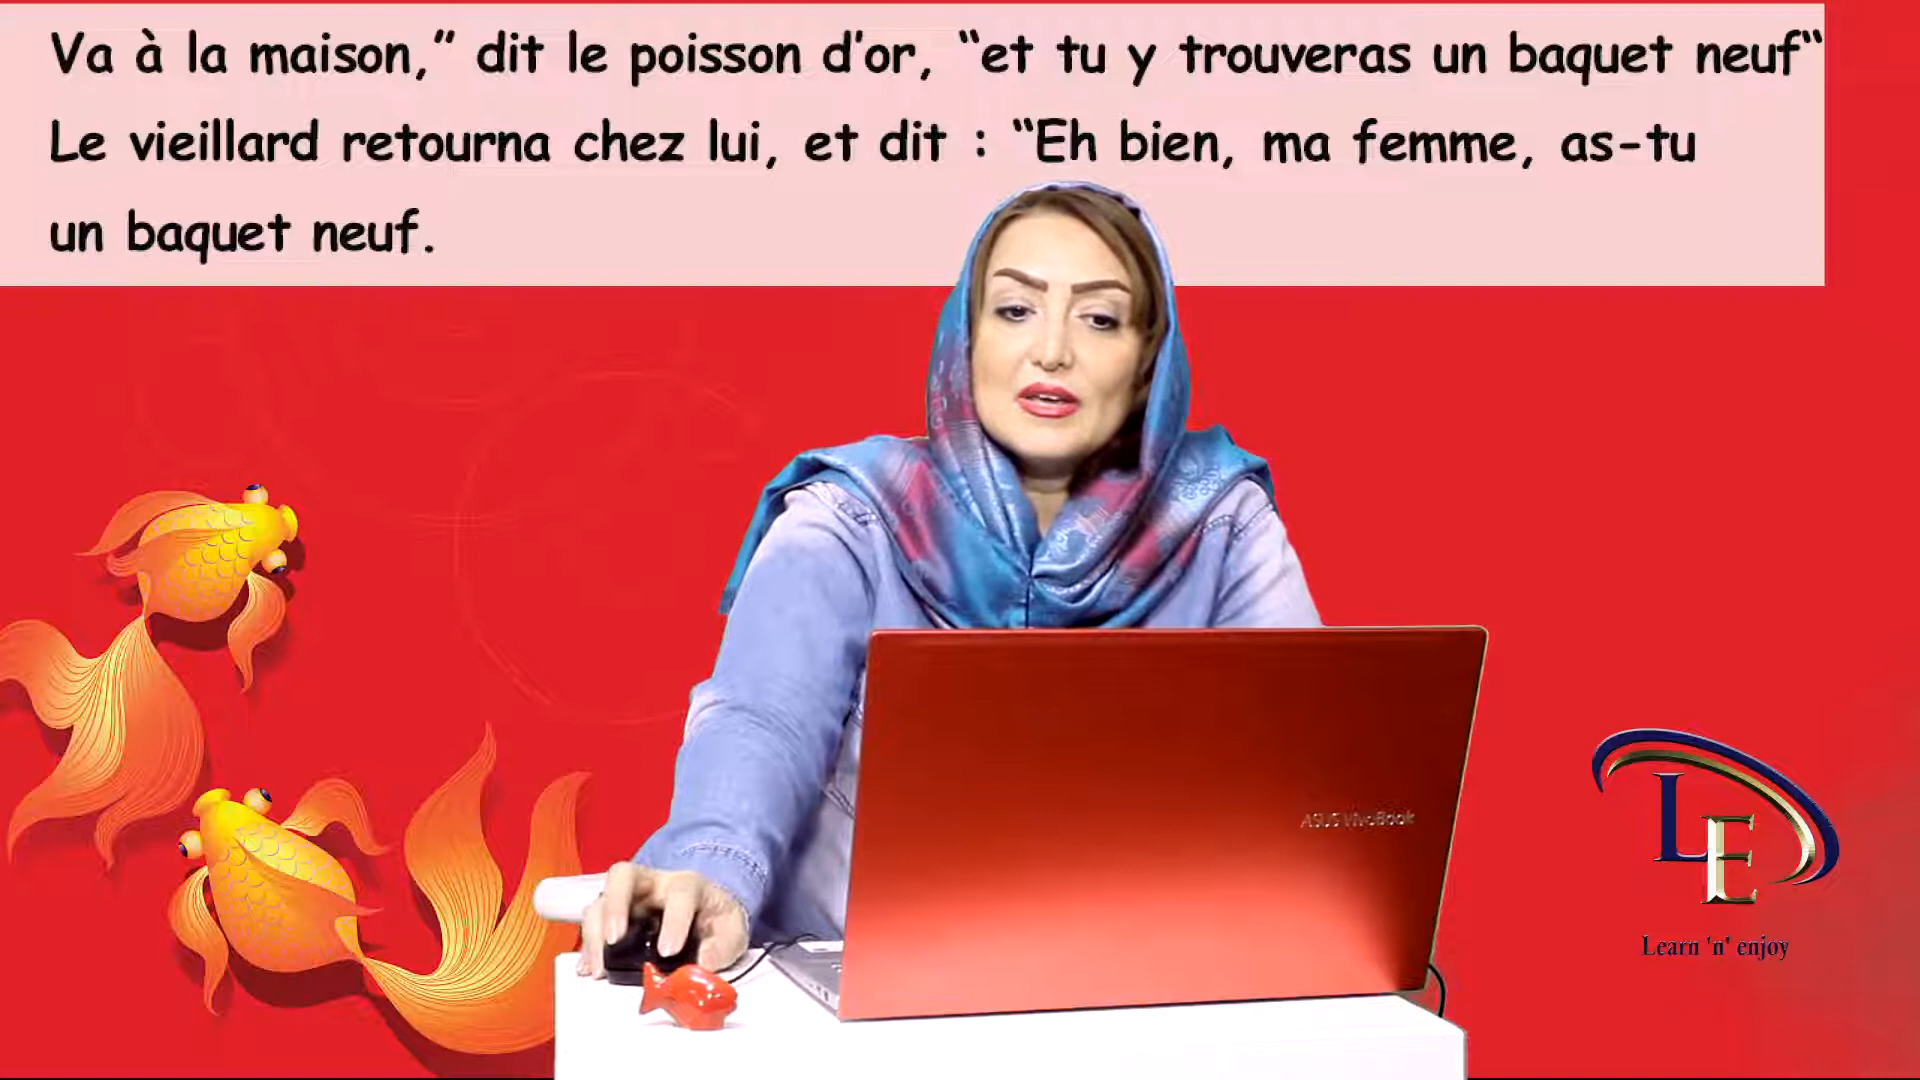 Va à la maison,” dit le poisson d’or, “et tu y trouveras un baquet neuf“
Le vieillard retourna chez lui, et dit : “Eh bien, ma femme, as-tu
un baquet neuf.
ASUS VivoBook
LE
Learn 'n' enjoy